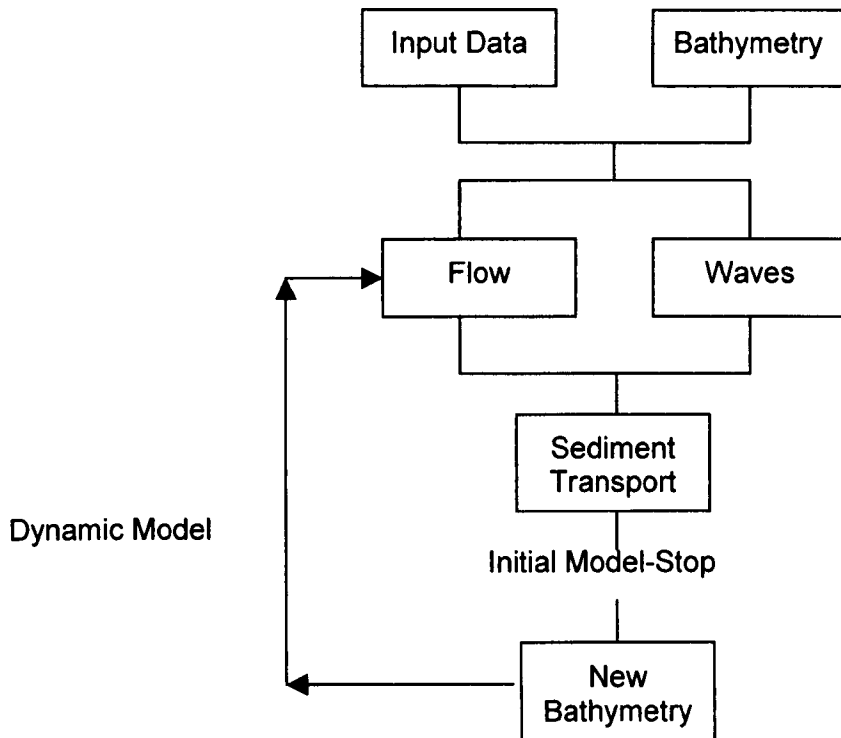 Input Data
Bathymetry
Flow
Waves
Sediment
Transport
Dynamic Model
Initial Model-Stop
New
Bathymetry